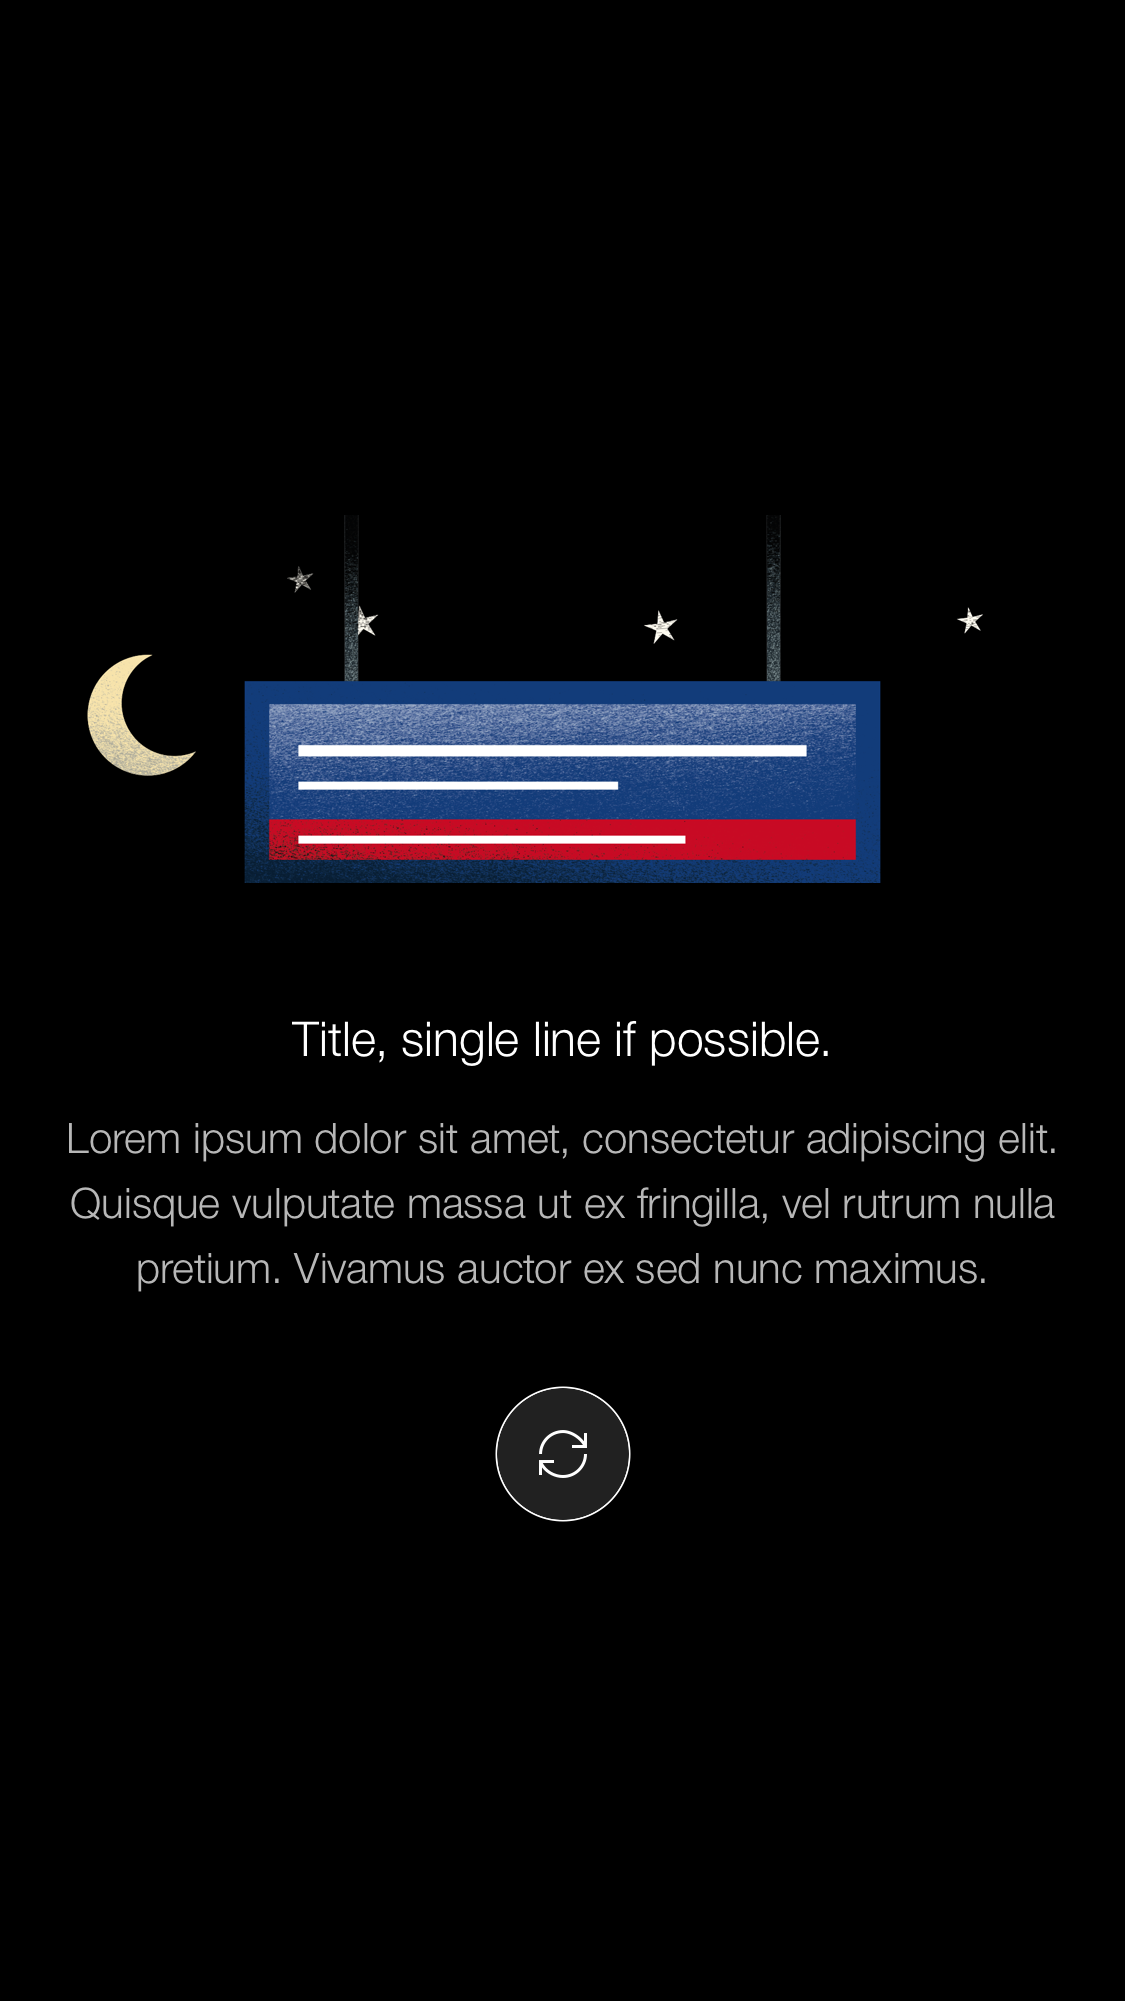 Title, single line if possible.
Lorem ipsum dolor sit amet, consectetur adipiscing elit.
Quisque vulputate massa ut ex fringilla, vel rutrum nulla
pretium. Vivamus auctor ex sed nunc maximus.